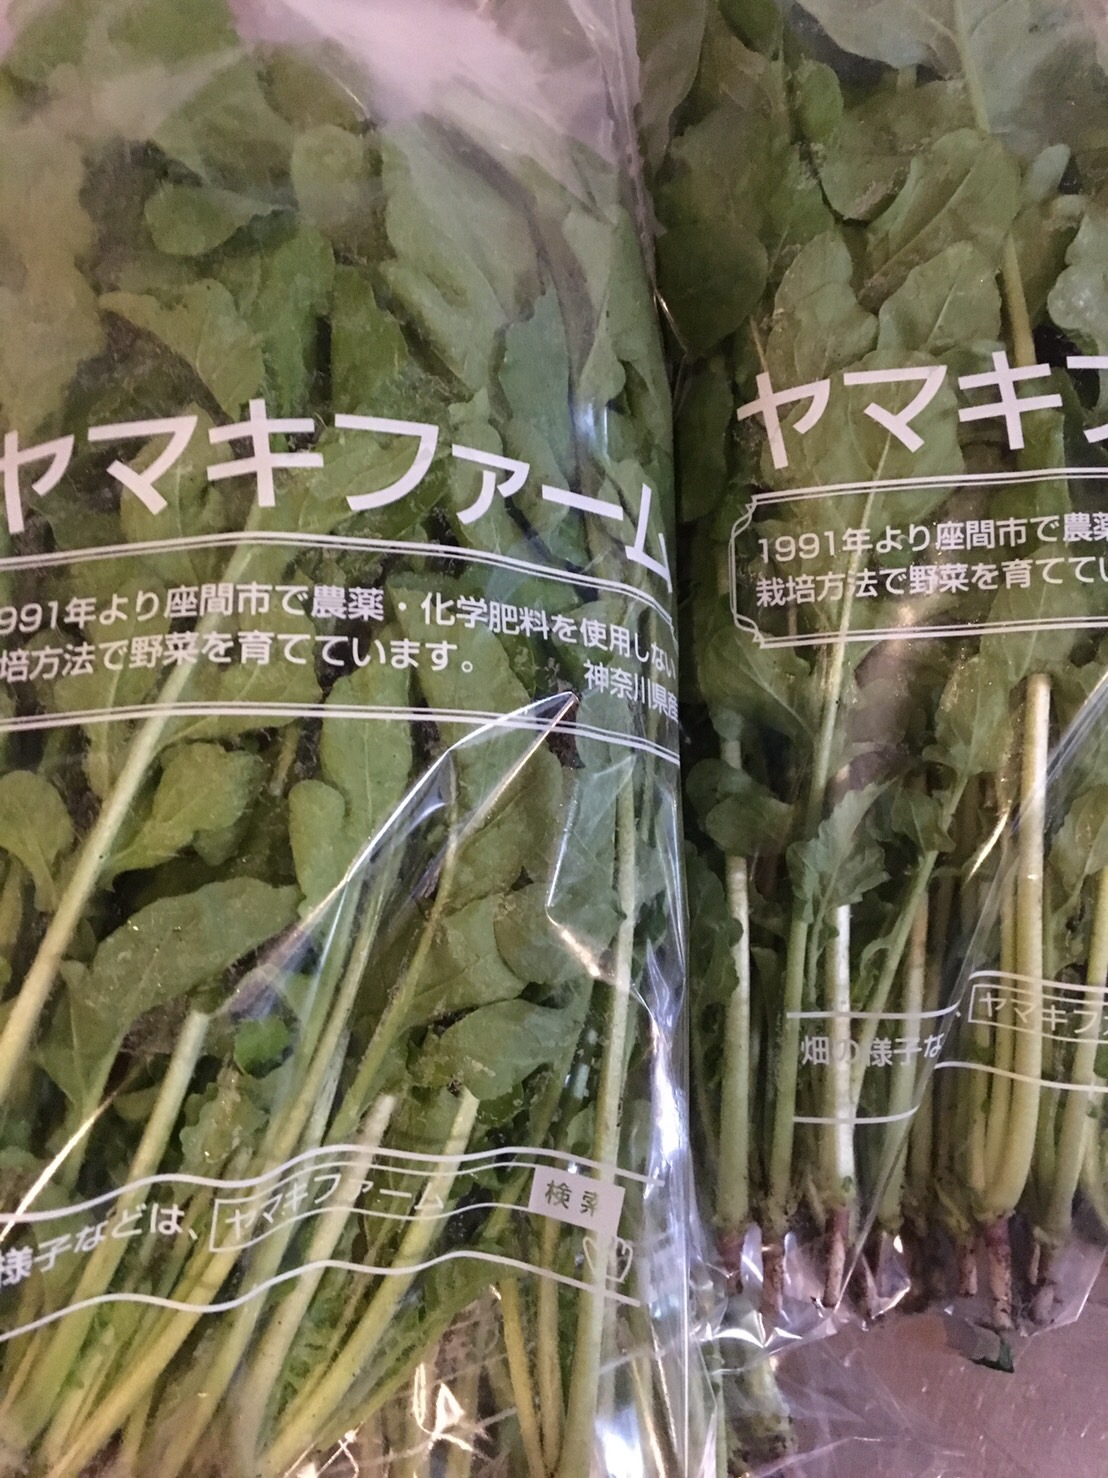 ヤマキファーム
991年より座間市で農薬・化学肥料を使用しない
培方法で野菜を育てています。
神奈川県産
様子などは、ヤマキファーム 検索
ヤマキフ
1991年より座間市で農薬
栽培方法で野菜を育ててい
畑の様子な
ヤマキファ